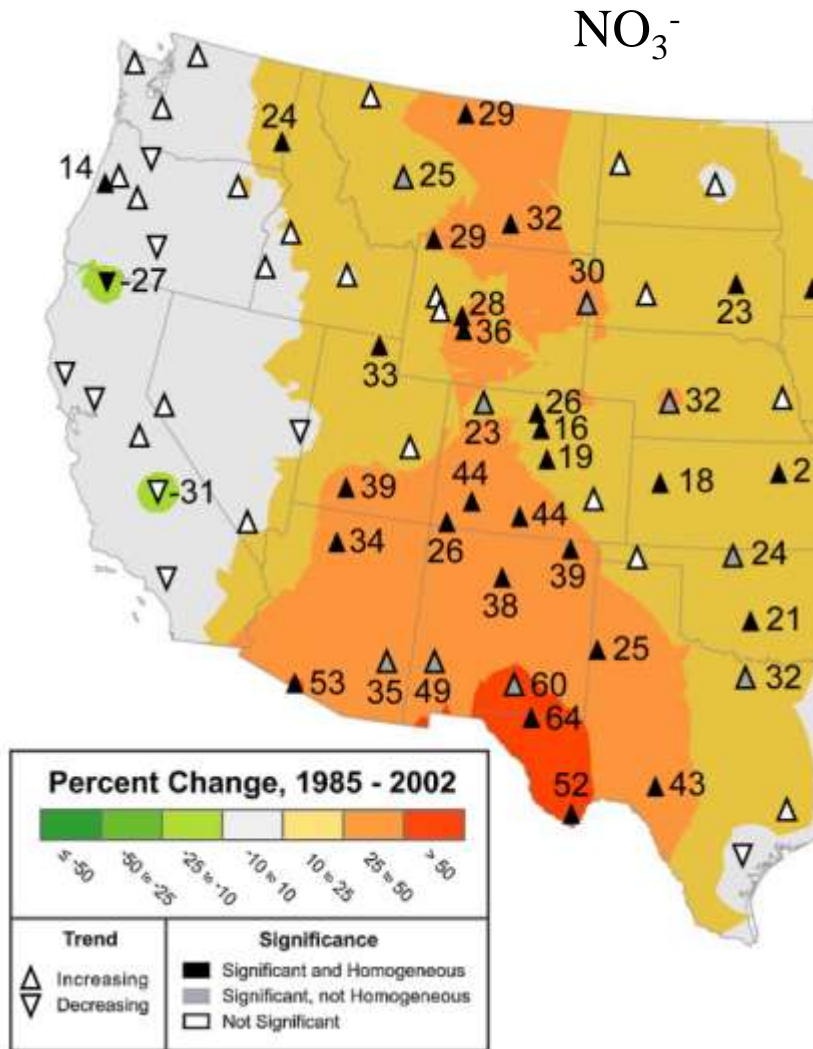 NO₃⁻
29
24
14
25
29
32
-27
30
28
23
36
33
26
32
23
16
44
19
39
18
2
-31
44
34
26
39
24
38
21
25
53
35
49
60
32
64
52
43
Percent Change, 1985 - 2002
≤ -50
-50 to -25
-25 to -10
-10 to 10
10 to 25
25 to 50
> 50
Trend
Increasing
Decreasing
Significance
Significant and Homogeneous
Significant, not Homogeneous
Not Significant